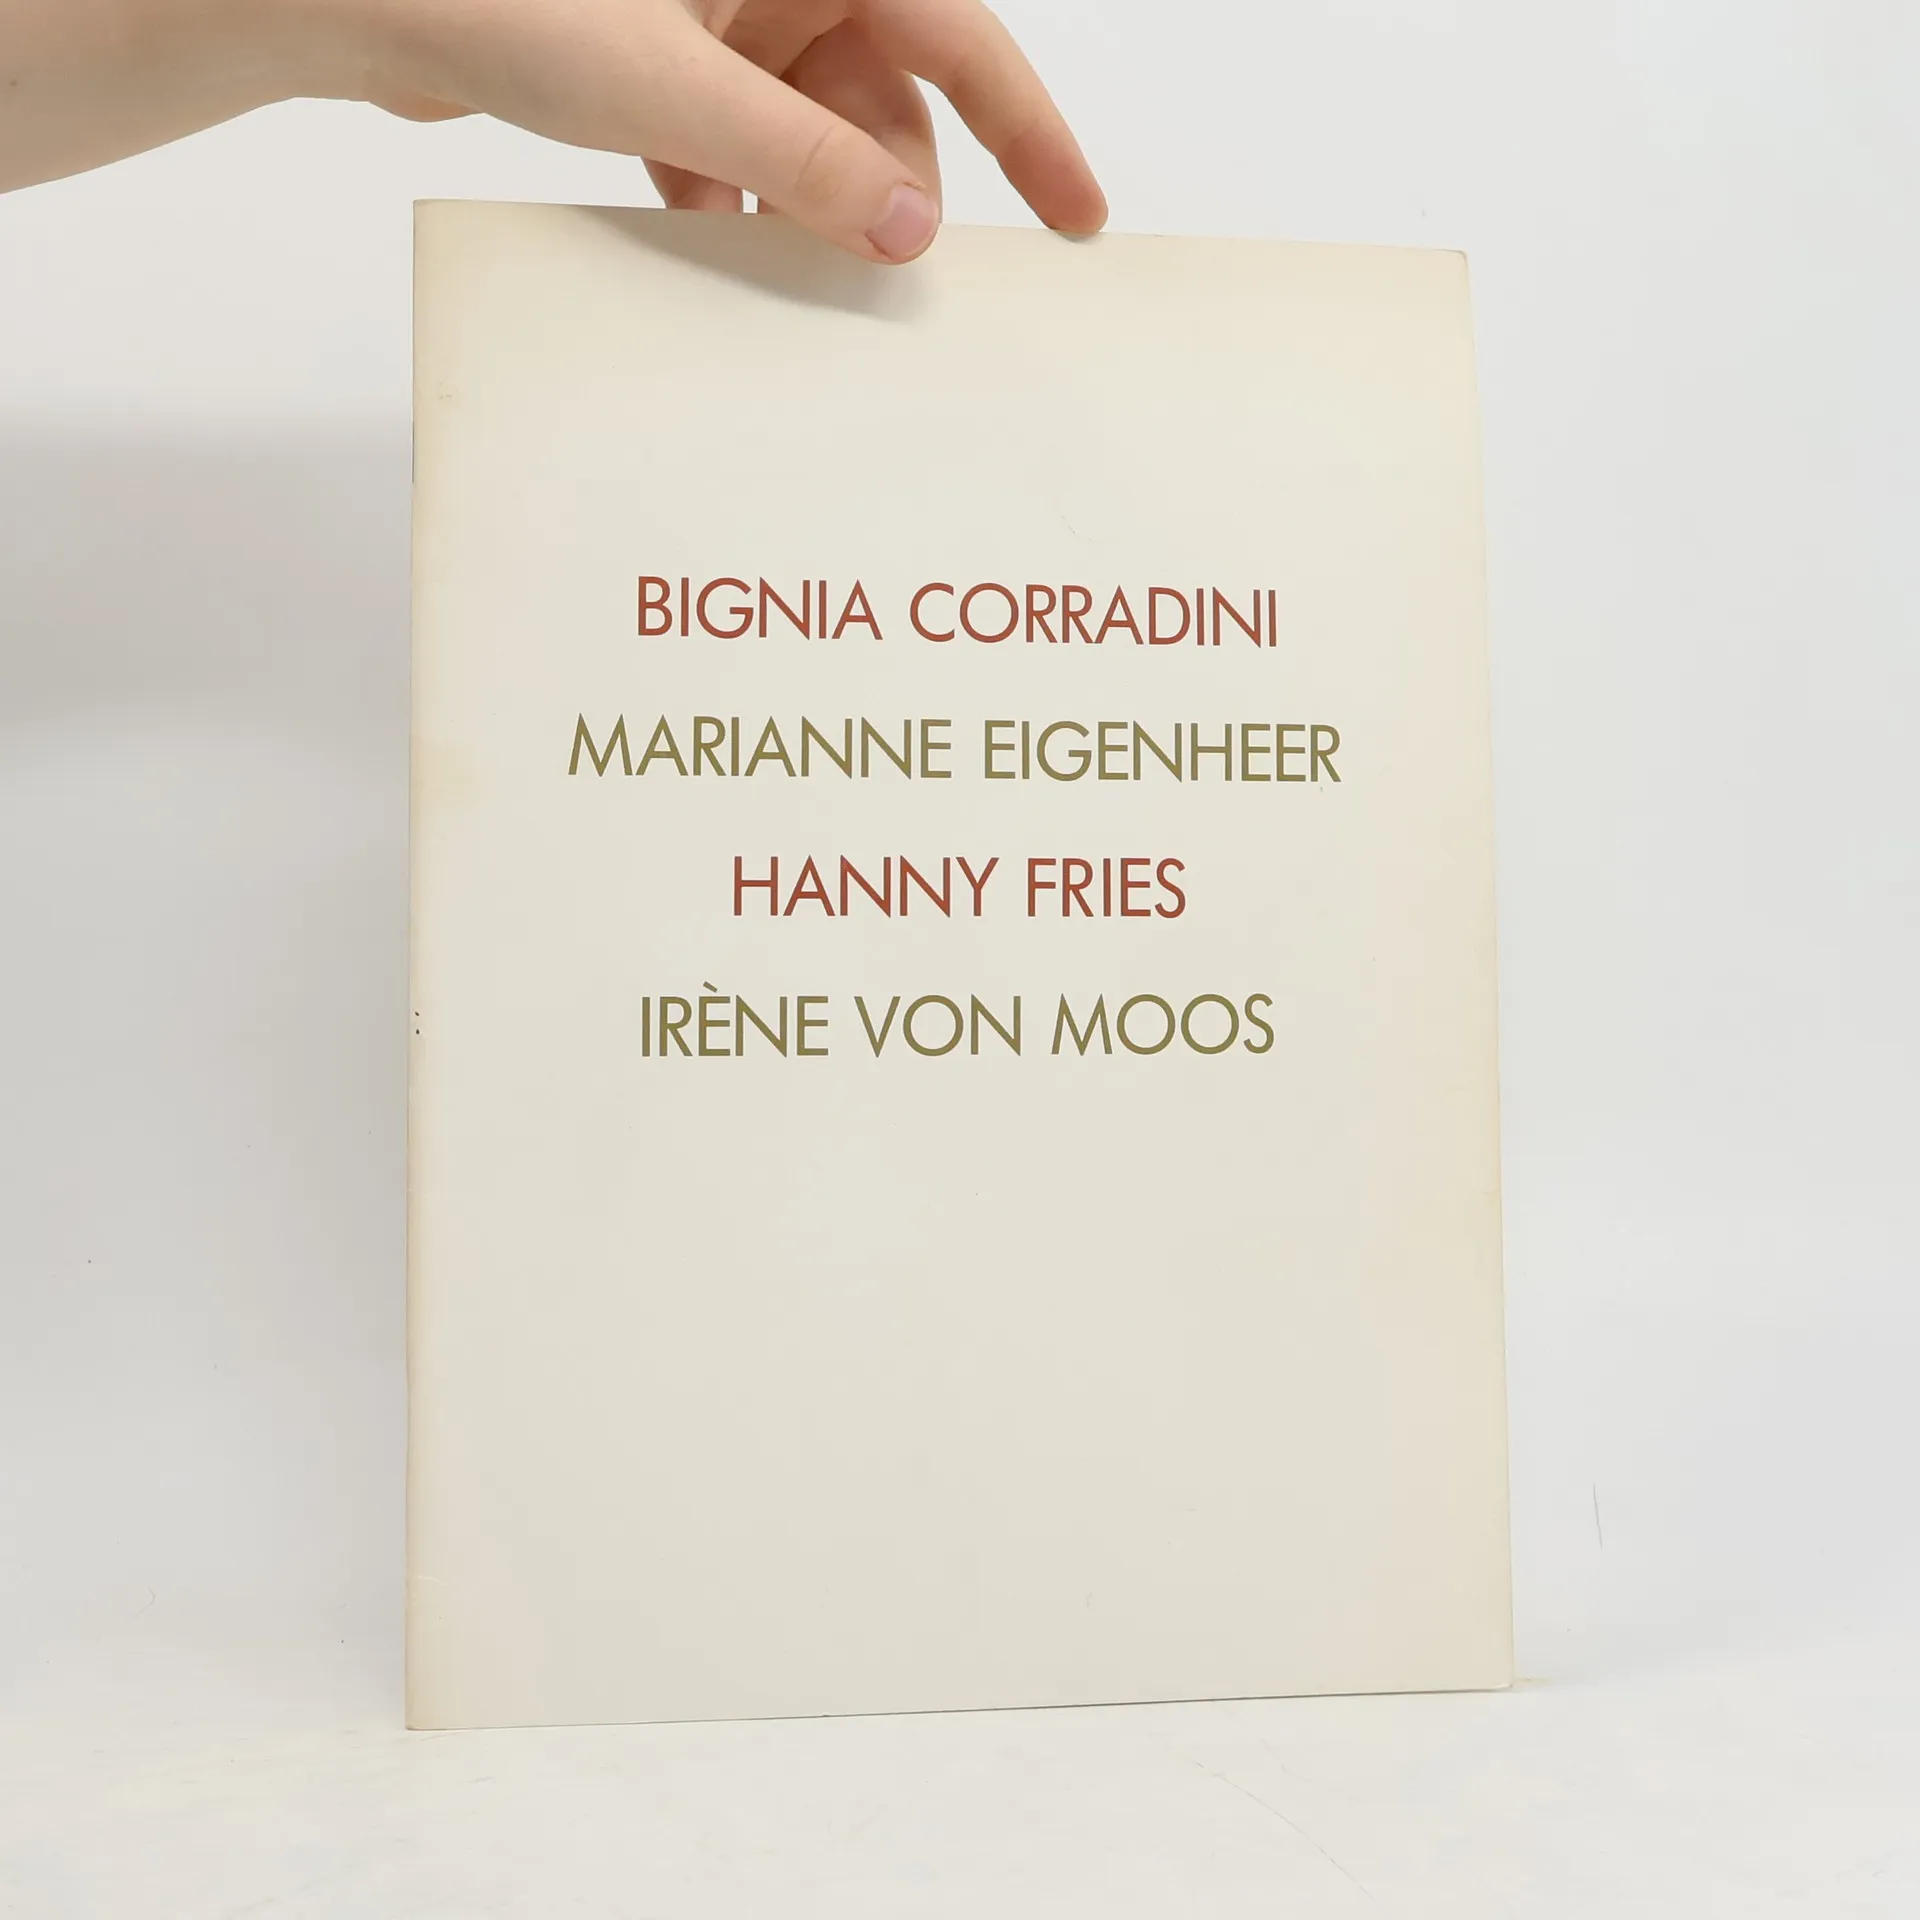 BIGNIA CORRADINI
MARIANNE EIGENHEER
HANNY FRIES
IRÈNE VON MOOS